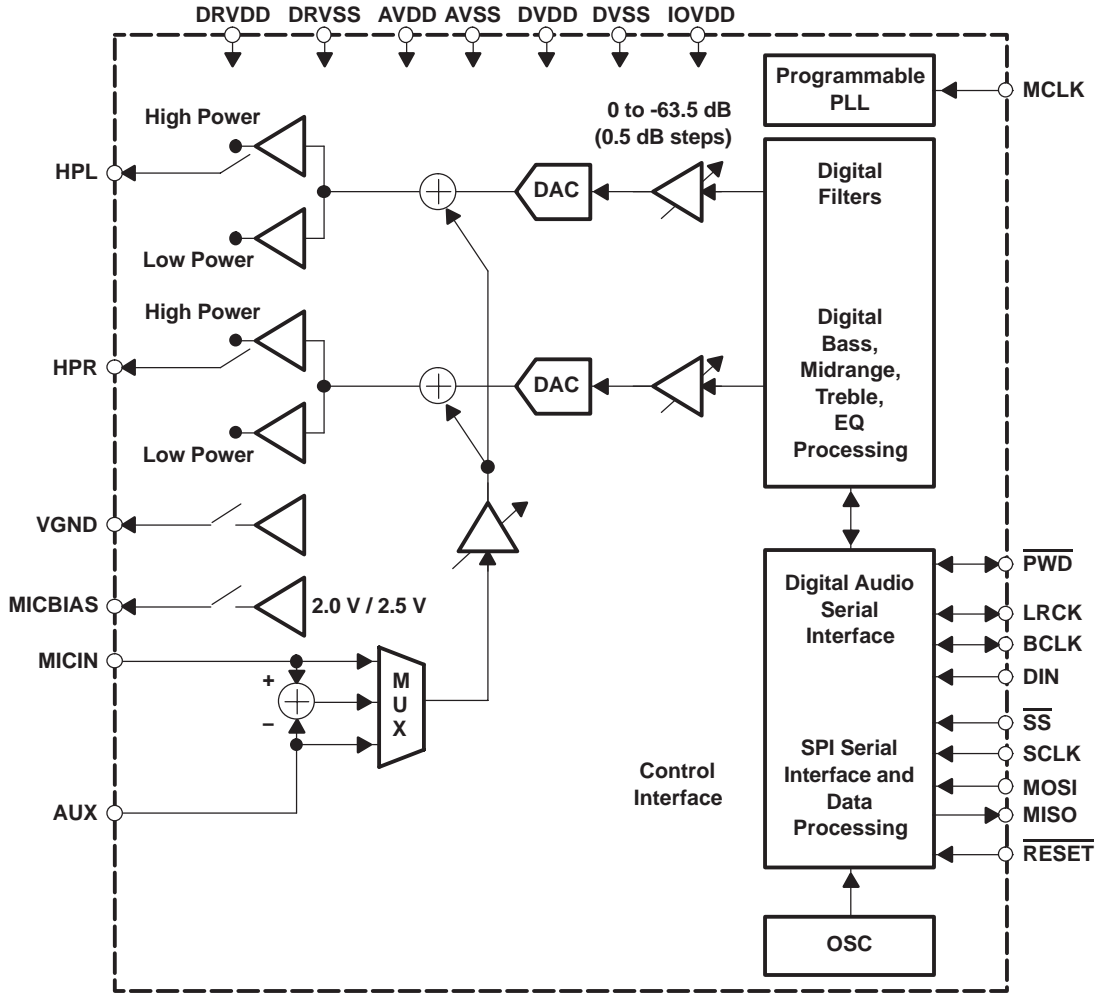 DRVDD DRVSS AVDD AVSS DVDD DVSS IOVDD
Programmable
PLL
MCLK
High Power
0 to -63.5 dB
(0.5 dB steps)
HPL
DAC
Digital
Filters
Low Power
High Power
Digital
Bass,
Midrange,
Treble,
EQ
Processing
HPR
DAC
Low Power
VGND
MICBIAS
2.0 V / 2.5 V
MICIN
+
−
M
U
X
AUX
Digital Audio
Serial
Interface
PWD
LRCK
BCLK
DIN
SS
SCLK
MOSI
MISO
RESET
SPI Serial
Interface and
Data
Processing
Control
Interface
OSC